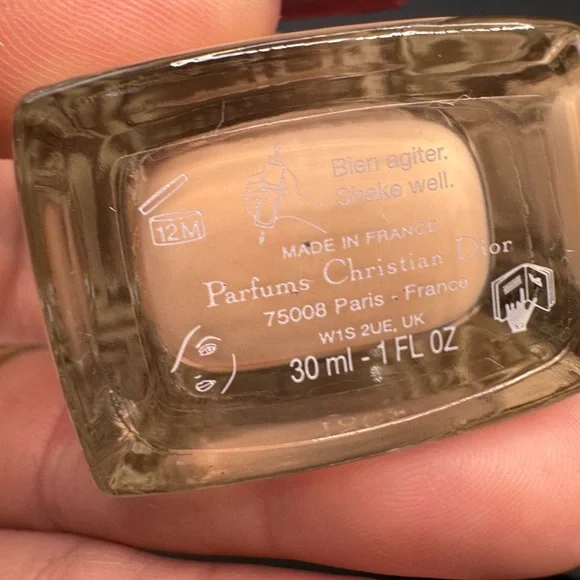 Bien agiter.
Shake well.
12M
MADE IN FRANCE
Parfums Christian Dior
75008 Paris - France
W1S 2UE, UK
30 ml - 1 FL OZ